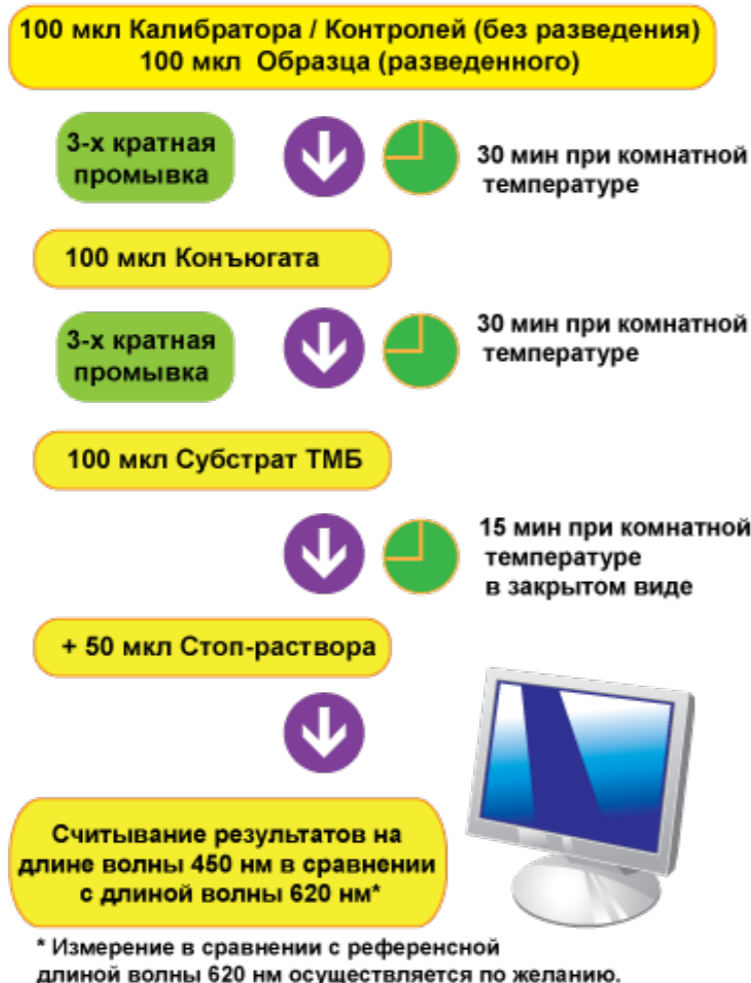 100 мкл Калибратора / Контролей (без разведения)
100 мкл Образца (разведенного)
3-х кратная
промывка
30 мин при комнатной
температуре
100 мкл Конъюгата
3-х кратная
промывка
30 мин при комнатной
температуре
100 мкл Субстрат ТМБ
15 мин при комнатной
температуре
в закрытом виде
+ 50 мкл Стоп-раствора
Считывание результатов на
длине волны 450 нм в сравнении
с длиной волны 620 нм*
* Измерение в сравнении с референсной
длиной волны 620 нм осуществляется по желанию.